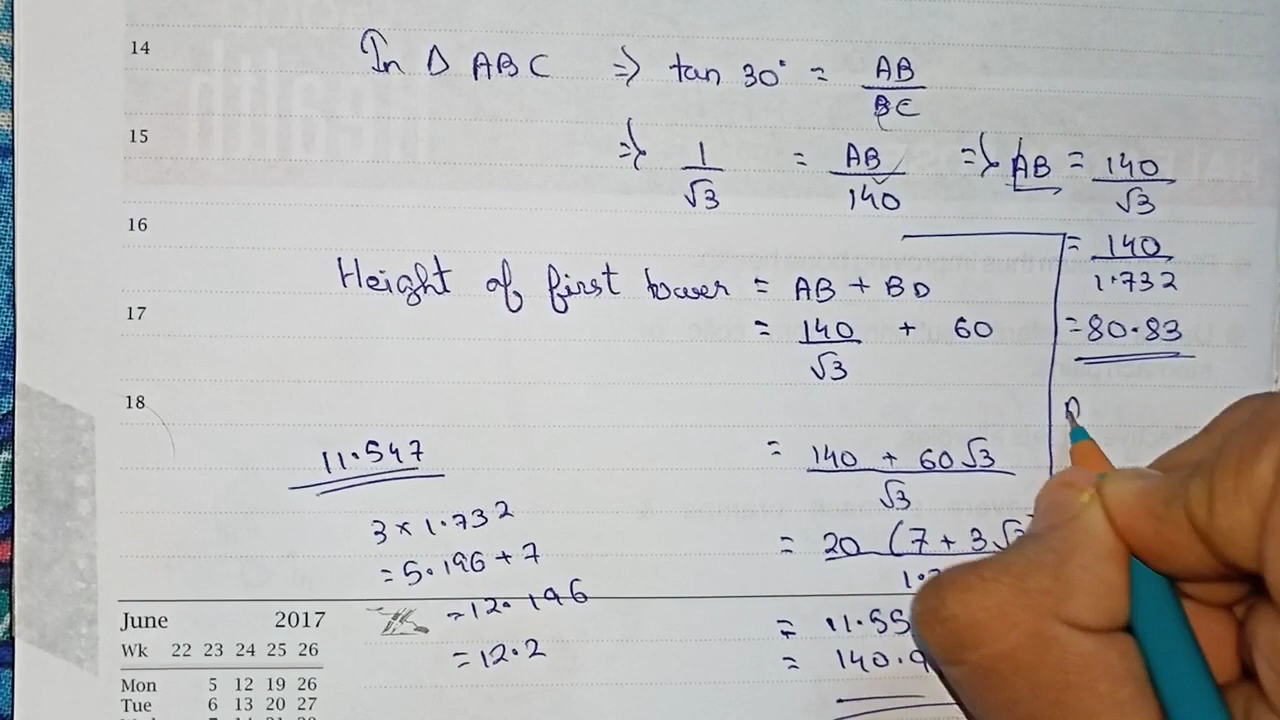 14
In Δ ABC ⇒ tan 30° = AB / BC
15
⇒ 1 / √3 = AB / 140 ⇒ AB = 140 / √3
16
= 140 / 1.732
Height of first tower = AB + BD
17
= 140 / √3 + 60
= 80.83
18
11.547
= 140 + 60√3 / √3
3 × 1.732
= 20 (7 + 3√3
= 5.196 + 7
= 12.196
= 11.55
= 12.2
= 140.9
June 2017
Wk 22 23 24 25 26
Mon 5 12 19 26
Tue 6 13 20 27